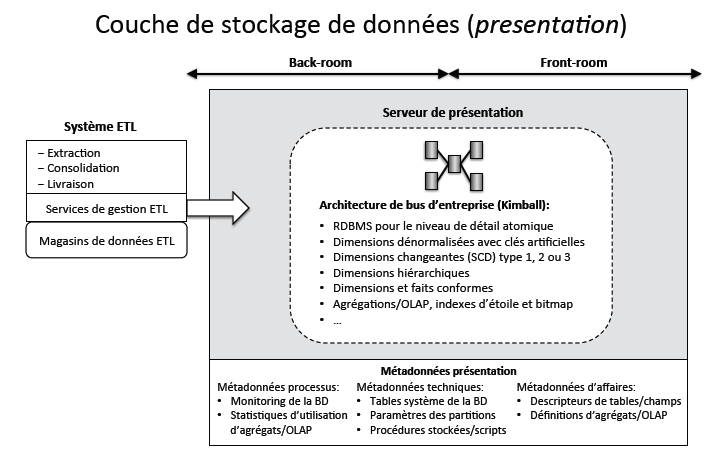 Couche de stockage de données (presentation)
Back-room
Front-room
Serveur de présentation
Système ETL
– Extraction
– Consolidation
– Livraison
Services de gestion ETL
Magasins de données ETL
Architecture de bus d'entreprise (Kimball):
• RDBMS pour le niveau de détail atomique
• Dimensions dénormalisées avec clés artificielles
• Dimensions changeantes (SCD) type 1, 2 ou 3
• Dimensions hiérarchiques
• Dimensions et faits conformes
• Agrégations/OLAP, indexes d'étoile et bitmap
• ...
Métadonnées présentation
Métadonnées processus:
• Monitoring de la BD
• Statistiques d'utilisation
d'agrégats/OLAP
Métadonnées techniques:
• Tables système de la BD
• Paramètres des partitions
• Procédures stockées/scripts
Métadonnées d'affaires:
• Descripteurs de tables/champs
• Définitions d'agrégats/OLAP